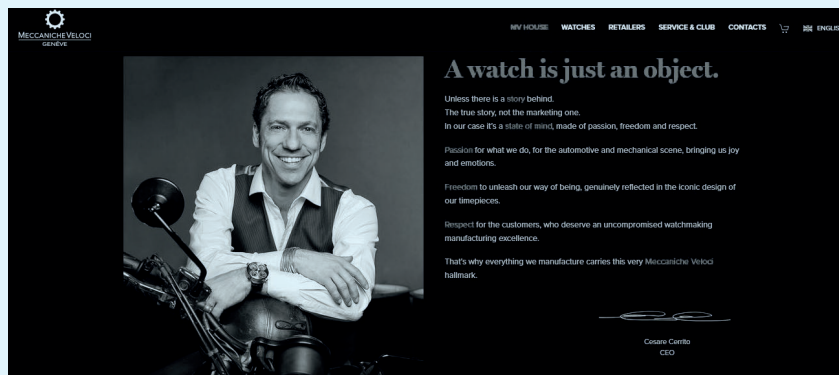 MECCANICHE VELOCI
GENÈVE
MV HOUSE WATCHES RETAILERS SERVICE & CLUB CONTACTS ENGLIS
A watch is just an object.
Unless there is a story behind.
The true story, not the marketing one.
In our case it's a state of mind, made of passion, freedom and respect.
Passion for what we do, for the automotive and mechanical scene, bringing us joy
and emotions.
Freedom to unleash our way of being, genuinely reflected in the iconic design of
our timepieces.
Respect for the customers, who deserve an uncompromised watchmaking
manufacturing excellence.
That's why everything we manufacture carries this very Meccaniche Veloci
hallmark.
Cesare Cerrito
CEO